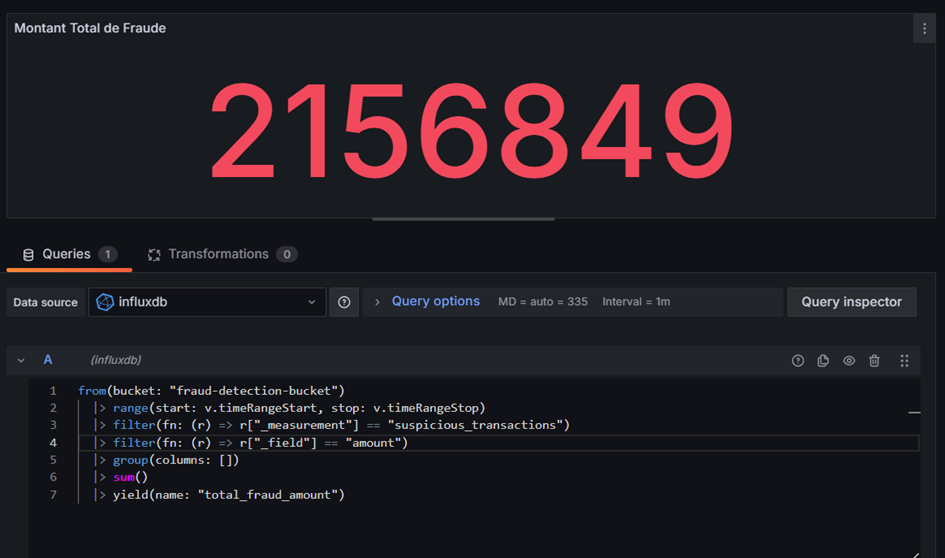 Montant Total de Fraude
2156849
Queries 1 Transformations 0
Data source influxdb Query options MD = auto = 335 Interval = 1m Query inspector
A (influxdb)
1 from(bucket: "fraud-detection-bucket")
2 |> range(start: v.timeRangeStart, stop: v.timeRangeStop)
3 |> filter(fn: (r) => r["_measurement"] == "suspicious_transactions")
4 |> filter(fn: (r) => r["_field"] == "amount")
5 |> group(columns: [])
6 |> sum()
7 |> yield(name: "total_fraud_amount")